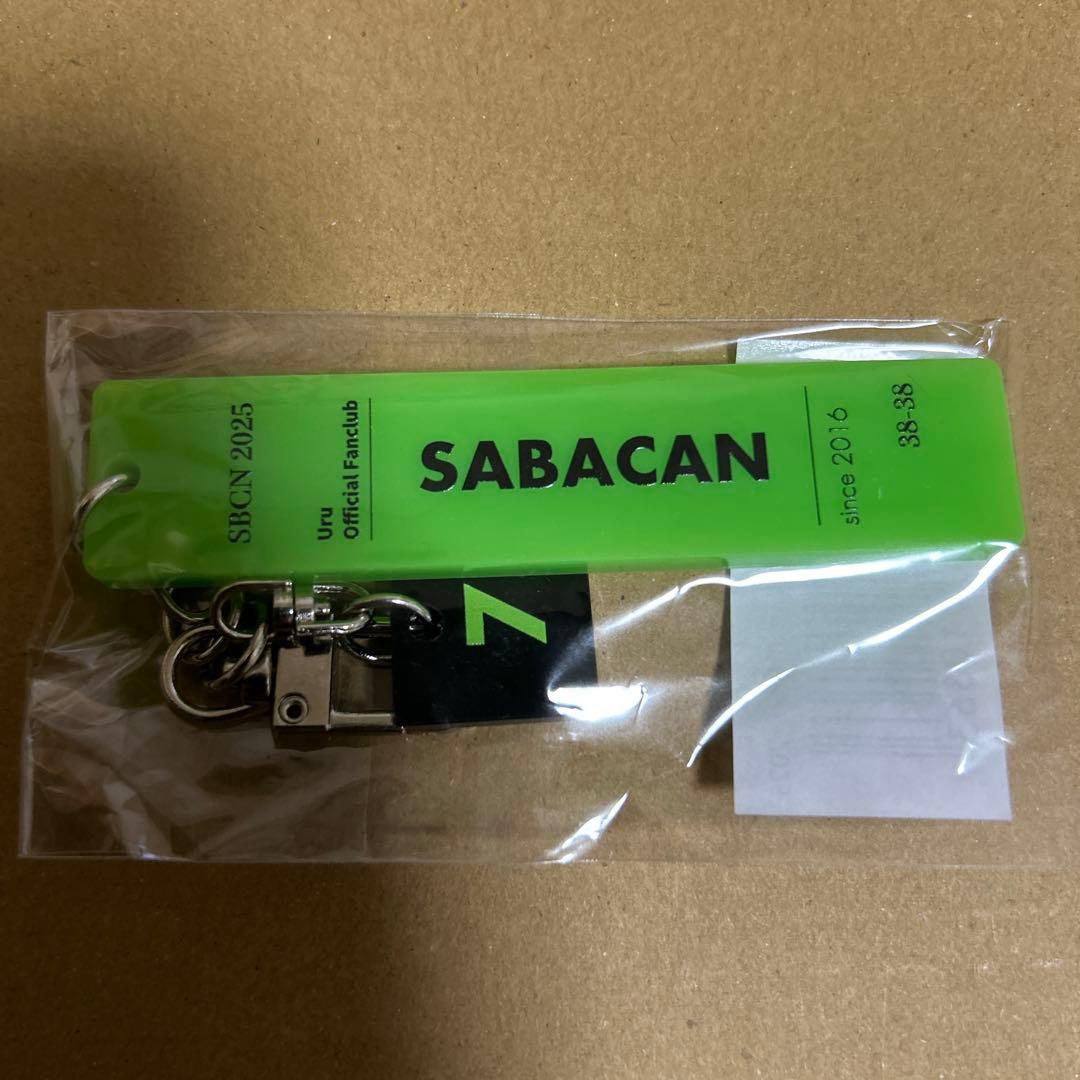 SBCN 2025
Uru
Official Fanclub
SABACAN
since 2016
38-38
7